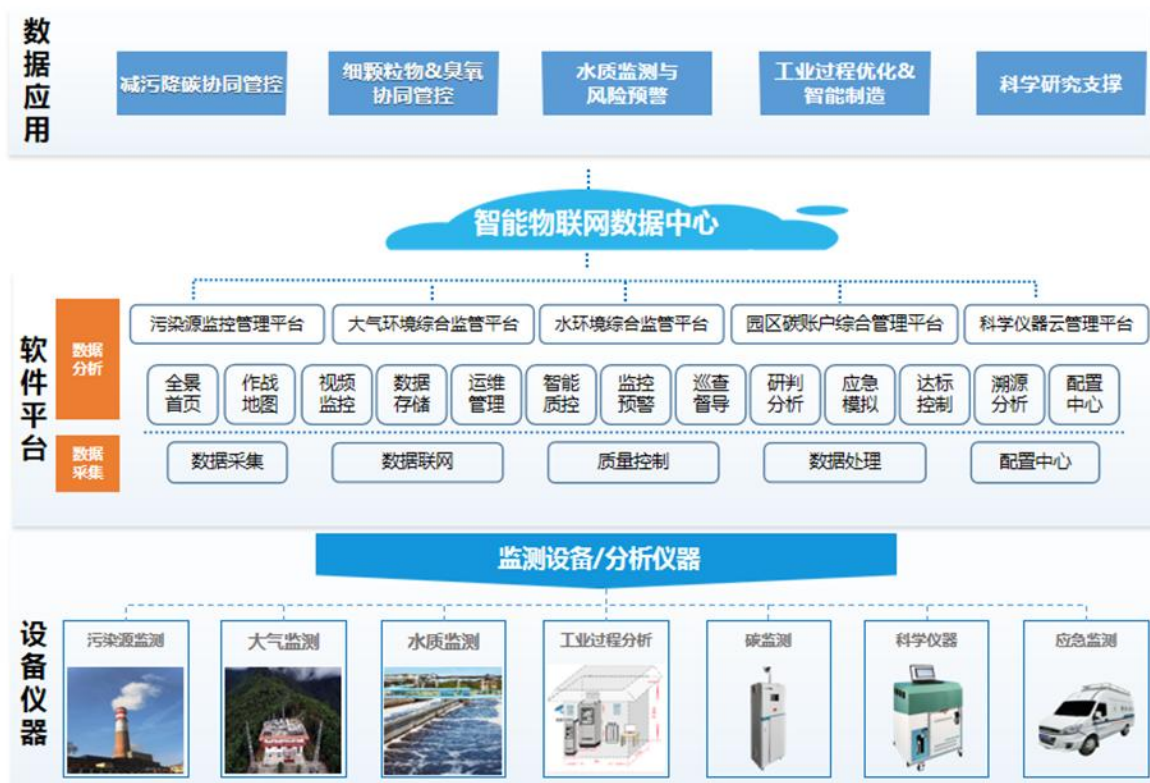 数据应用
减污降碳协同管控
细颗粒物&臭氧
协同管控
水质监测与
风险预警
工业过程优化&
智能制造
科学研究支撑
智能物联网数据中心
软件平台
数据
分析
污染源监控管理平台
大气环境综合监管平台
水环境综合监管平台
园区碳账户综合管理平台
科学仪器云管理平台
全景
首页
作战
地图
视频
监控
数据
存储
运维
管理
智能
质控
监控
预警
巡查
督导
研判
分析
应急
模拟
达标
控制
溯源
分析
配置
中心
数据
采集
数据采集
数据联网
质量控制
数据处理
配置中心
监测设备/分析仪器
设备仪器
污染源监测
大气监测
水质监测
工业过程分析
碳监测
科学仪器
应急监测